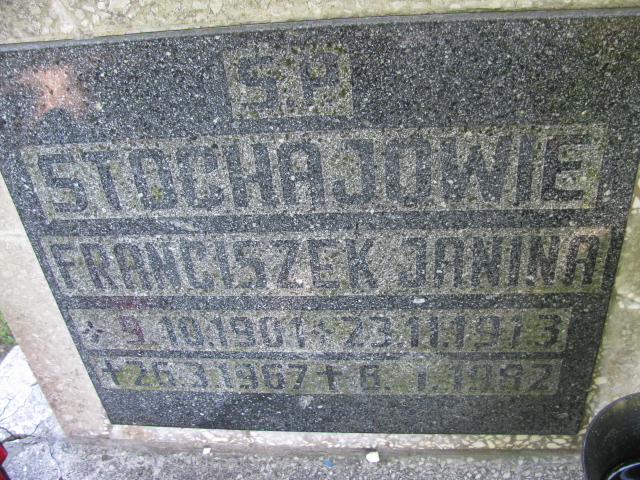 Ś.P
STOCHAJOWIE
FRANCISZEK JANINA
* 9.10.1901 * 23.11.1913
† 26.3.1967 † 8. 1.1992